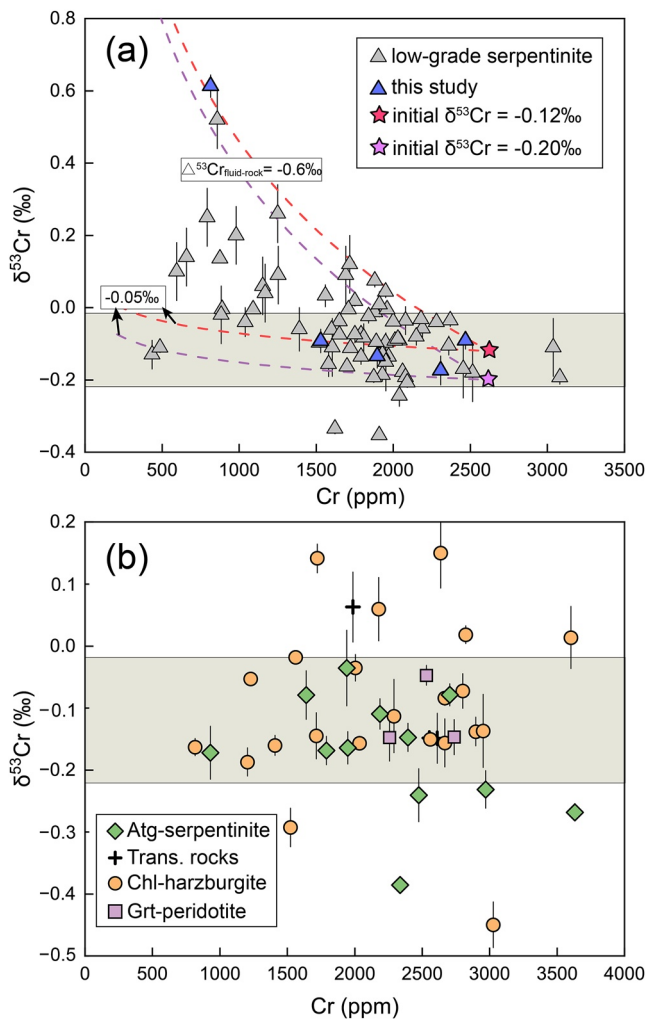 (a)
low-grade serpentinite
this study
initial δ⁵³Cr = -0.12‰
initial δ⁵³Cr = -0.20‰
△ ⁵³Crfluid-rock= -0.6‰
-0.05‰
δ⁵³Cr (‰)
0.8
0.6
0.4
0.2
0.0
−0.2
−0.4
0 500 1000 1500 2000 2500 3000 3500
Cr (ppm)
(b)
δ⁵³Cr (‰)
0.2
0.1
0.0
−0.1
−0.2
−0.3
−0.4
−0.5
Atg-serpentinite
Trans. rocks
Chl-harzburgite
Grt-peridotite
0 500 1000 1500 2000 2500 3000 3500 4000
Cr (ppm)